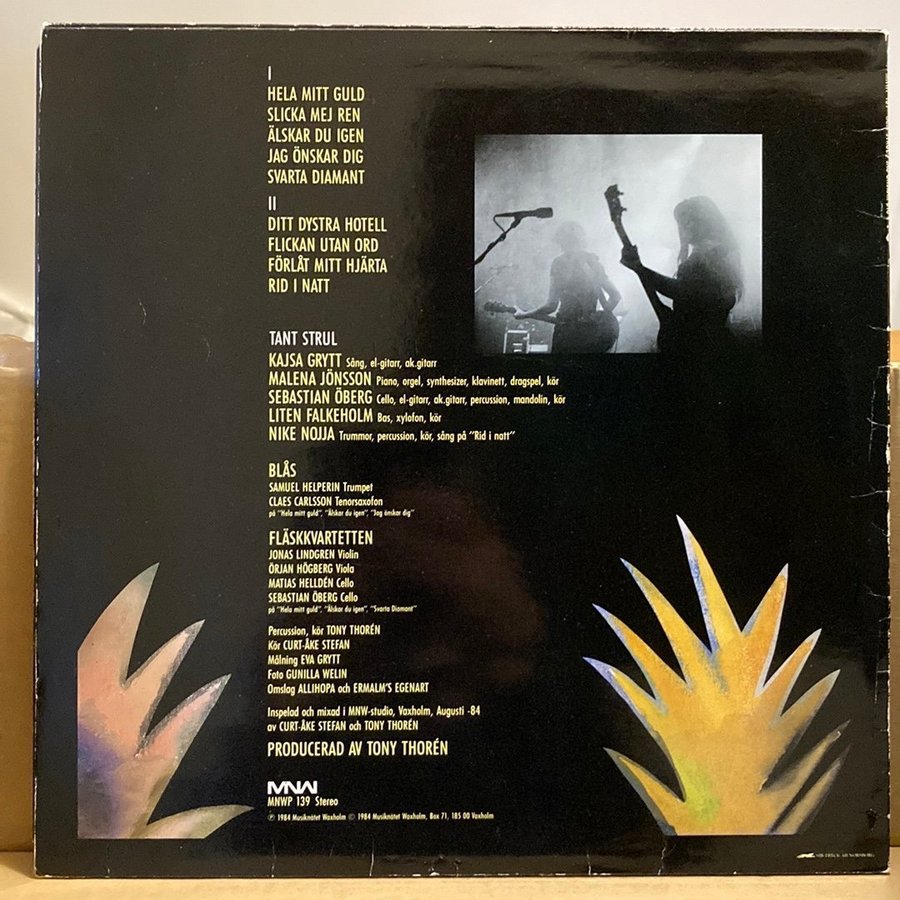 I
HELA MITT GULD
SLICKA MEJ REN
ÄLSKAR DU IGEN
JAG ÖNSKAR DIG
SVARTA DIAMANT
II
DITT DYSTRA HOTELL
FLICKAN UTAN ORD
FÖRLÅT MITT HJÄRTA
RID I NATT
TANT STRUL
KAJSA GRYTT Sång, el-gitarr, ak.gitarr
MALENA JÖNSSON Piano, orgel, synthesizer, klavinett, dragspel, kör
SEBASTIAN ÖBERG Cello, el-gitarr, ak.gitarr, percussion, mandolin, kör
LITEN FALKEHOLM Bas, xylofon, kör
NIKE NOJJA Trummor, percussion, kör, sång på "Rid i natt"
BLÅS
SAMUEL HELPERIN Trumpet
CLAES CARLSSON Tenorsaxofon
på "Hela mitt guld", "Älskar du igen", "Jag önskar dig"
FLÄSKKVARTETTEN
JONAS LINDGREN Violin
ÖRJAN HÖGBERG Viola
MATIAS HELLDÉN Cello
SEBASTIAN ÖBERG Cello
på "Hela mitt guld", "Älskar du igen", "Svarta Diamant"
Percussion, kör TONY THORÉN
Kör CURT-ÅKE STEFAN
Målning EVA GRYTT
Foto GUNILLA WELIN
Omslag ALLIHOPA och ERMALM'S EGENART
Inspelad och mixad i MNW-studio, Vaxholm, Augusti -84
av CURT-ÅKE STEFAN och TONY THORÉN
PRODUCERAD AV TONY THORÉN
MNW
MNWP 139 Stereo
℗ 1984 Musiknätet Waxholm © 1984 Musiknätet Waxholm, Box 71, 185 00 Vaxholm